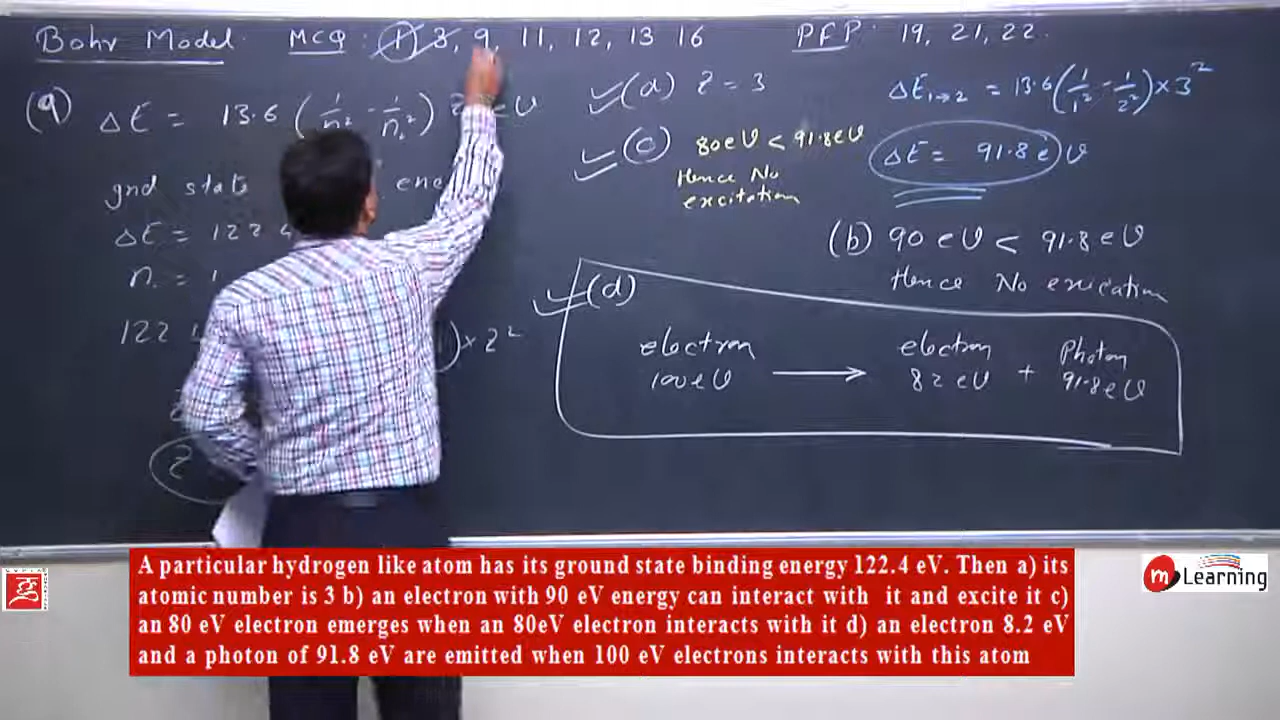 Bohr Model. MCQ : 1, 3, 9, 11, 12, 13 16 PFP. 19, 21, 22.
(9) ΔE = 13.6 (1/n² - 1/n.²) Z eV
gnd state
ΔE = 122.4
n. = 1
122 ) × Z²
Z
(a) Z = 3
ΔE1→2 = 13.6 (1/1² - 1/2²) × 3²
ΔE = 91.8 eV
(c) 80 eV < 91.8 eV
Hence No
excitation
(b) 90 eV < 91.8 eV
Hence No exication
(d)
electron → electron + Photon
100 eV 82 eV 91.8 eV
A particular hydrogen like atom has its ground state binding energy 122.4 eV. Then a) its
atomic number is 3 b) an electron with 90 eV energy can interact with it and excite it c)
an 80 eV electron emerges when an 80eV electron interacts with it d) an electron 8.2 eV
and a photon of 91.8 eV are emitted when 100 eV electrons interacts with this atom
m Learning